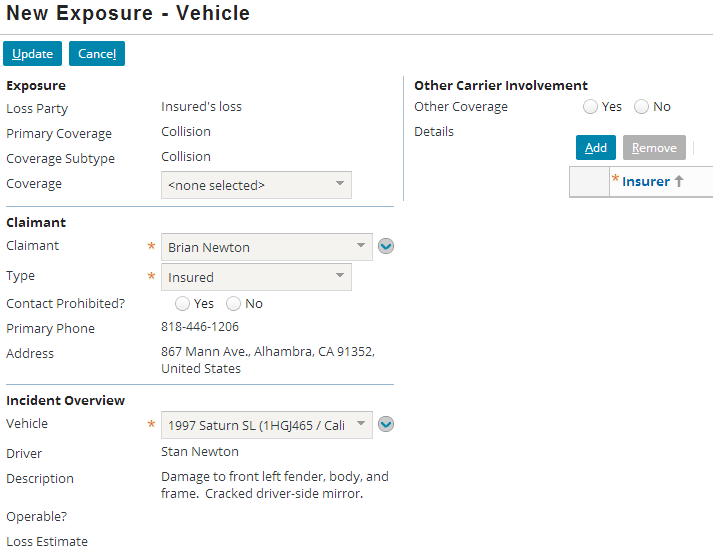 New Exposure - Vehicle
Update Cancel
Exposure
Loss Party Insured's loss
Primary Coverage Collision
Coverage Subtype Collision
Coverage <none selected>
Claimant
Claimant * Brian Newton
Type * Insured
Contact Prohibited? Yes No
Primary Phone 818-446-1206
Address 867 Mann Ave., Alhambra, CA 91352,
United States
Incident Overview
Vehicle * 1997 Saturn SL (1HGJ465 / Cali
Driver Stan Newton
Description Damage to front left fender, body, and
frame. Cracked driver-side mirror.
Operable?
Loss Estimate
Other Carrier Involvement
Other Coverage Yes No
Details
Add Remove
* Insurer